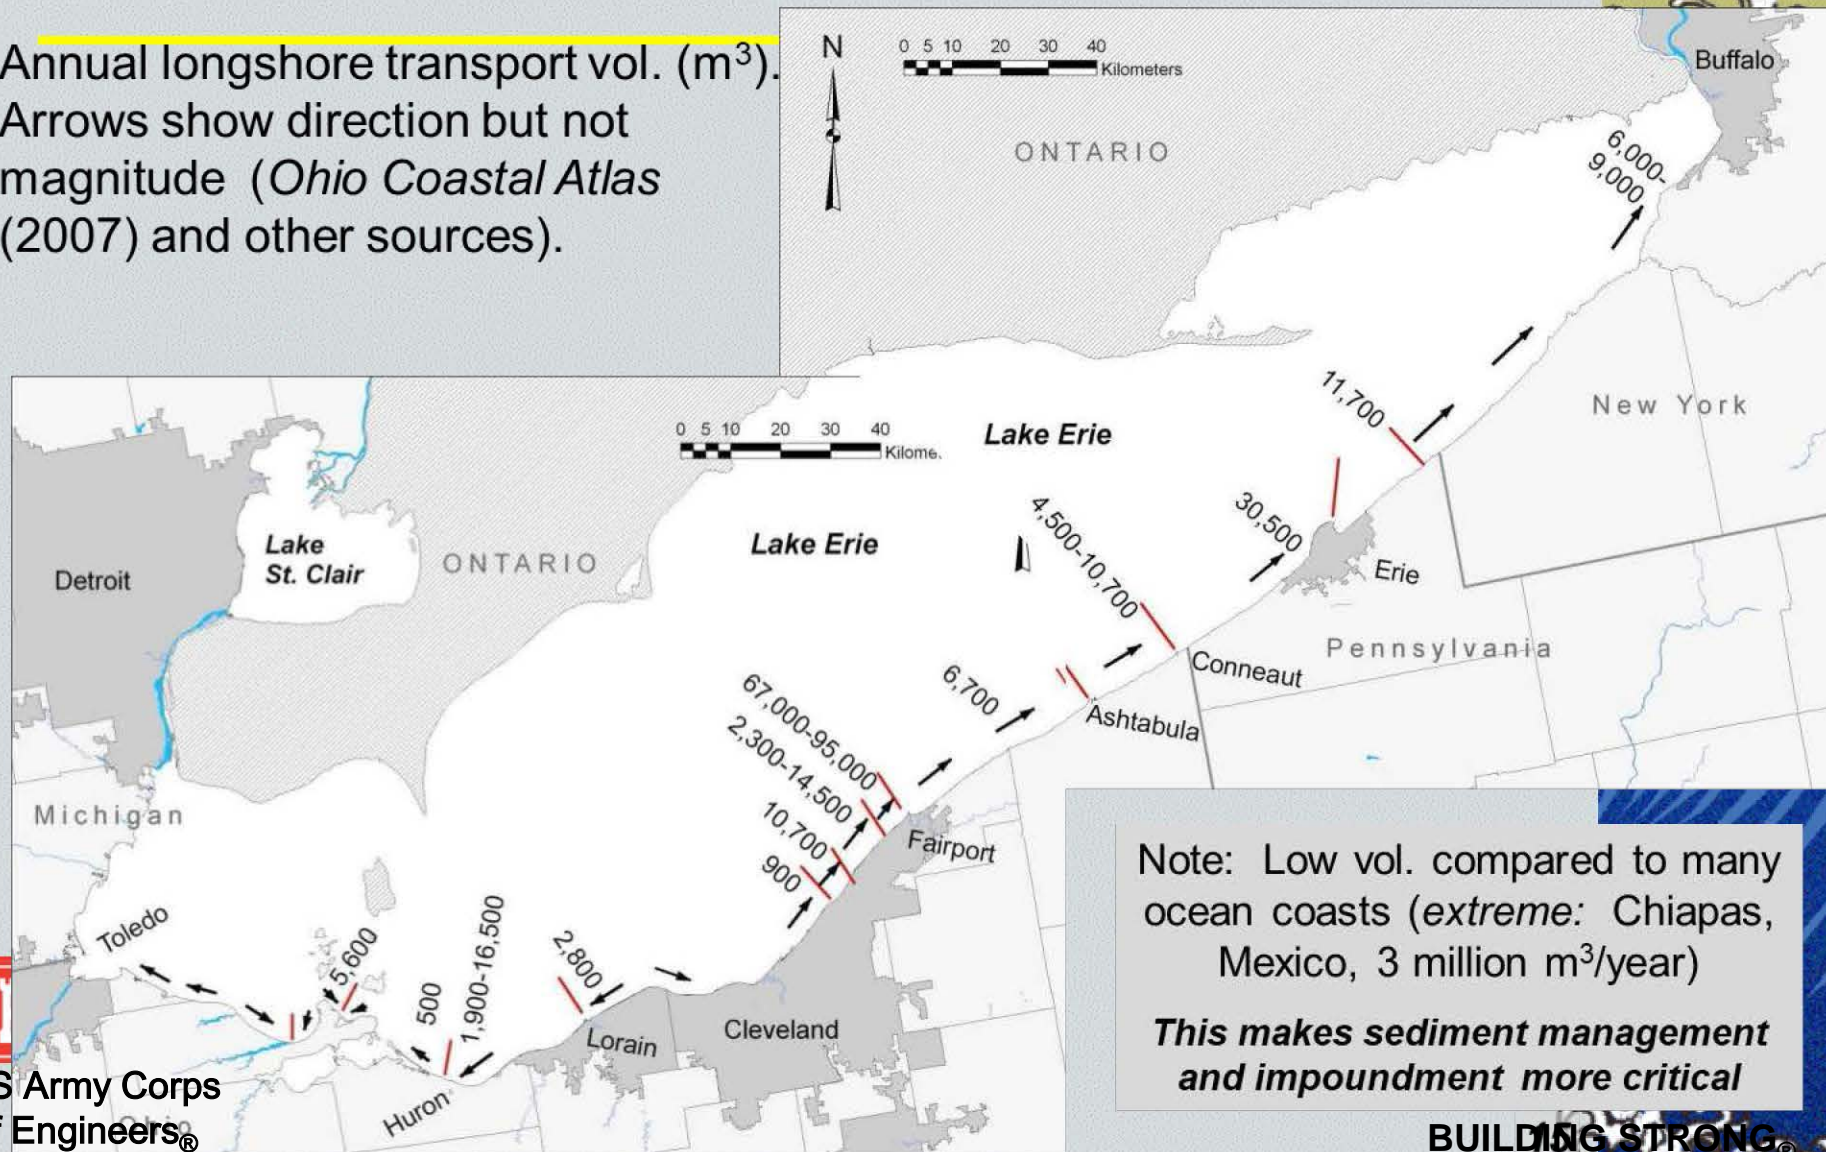 Annual longshore transport vol. (m³).
Arrows show direction but not
magnitude (Ohio Coastal Atlas
(2007) and other sources).
N
0 5 10 20 30 40
Kilometers
Buffalo
ONTARIO
6,000-
9,000
New York
11,700
Lake Erie
0 5 10 20 30 40
Kilome.
30,500
Erie
4,500-10,700
Lake Erie
Lake
St. Clair
ONTARIO
Detroit
Pennsylvania
Conneaut
6,700
Ashtabula
67,000-95,000
2,300-14,500
10,700
900
Fairport
Michigan
Toledo
5,600
500
1,900-16,500
2,800
Lorain
Cleveland
Huron
Ohio
Note: Low vol. compared to many
ocean coasts (extreme: Chiapas,
Mexico, 3 million m³/year)
This makes sediment management
and impoundment more critical
S Army Corps
f Engineers®
BUILDING STRONG®
15